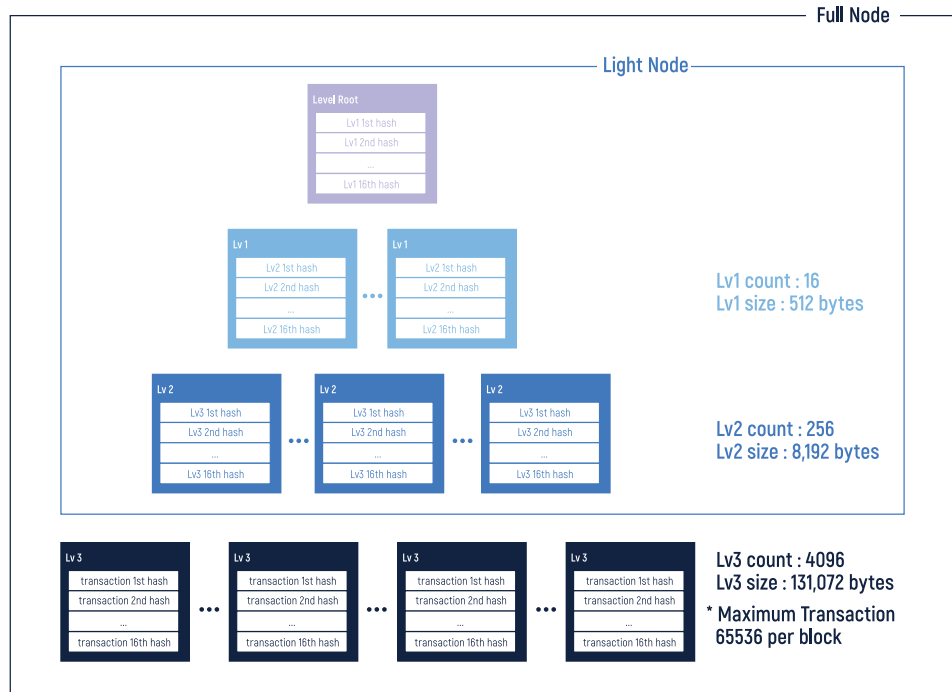 Full Node
Light Node
Level Root
Lv1 1st hash
Lv1 2nd hash
...
Lv1 16th hash
Lv 1
Lv2 1st hash
Lv2 2nd hash
...
Lv2 16th hash
Lv 1
Lv2 1st hash
Lv2 2nd hash
...
Lv2 16th hash
Lv1 count : 16
Lv1 size : 512 bytes
Lv 2
Lv3 1st hash
Lv3 2nd hash
...
Lv3 16th hash
Lv 2
Lv3 1st hash
Lv3 2nd hash
...
Lv3 16th hash
Lv 2
Lv3 1st hash
Lv3 2nd hash
...
Lv3 16th hash
Lv2 count : 256
Lv2 size : 8,192 bytes
Lv 3
transaction 1st hash
transaction 2nd hash
...
transaction 16th hash
Lv 3
transaction 1st hash
transaction 2nd hash
...
transaction 16th hash
Lv 3
transaction 1st hash
transaction 2nd hash
...
transaction 16th hash
Lv 3
transaction 1st hash
transaction 2nd hash
...
transaction 16th hash
Lv3 count : 4096
Lv3 size : 131,072 bytes
* Maximum Transaction
65536 per block